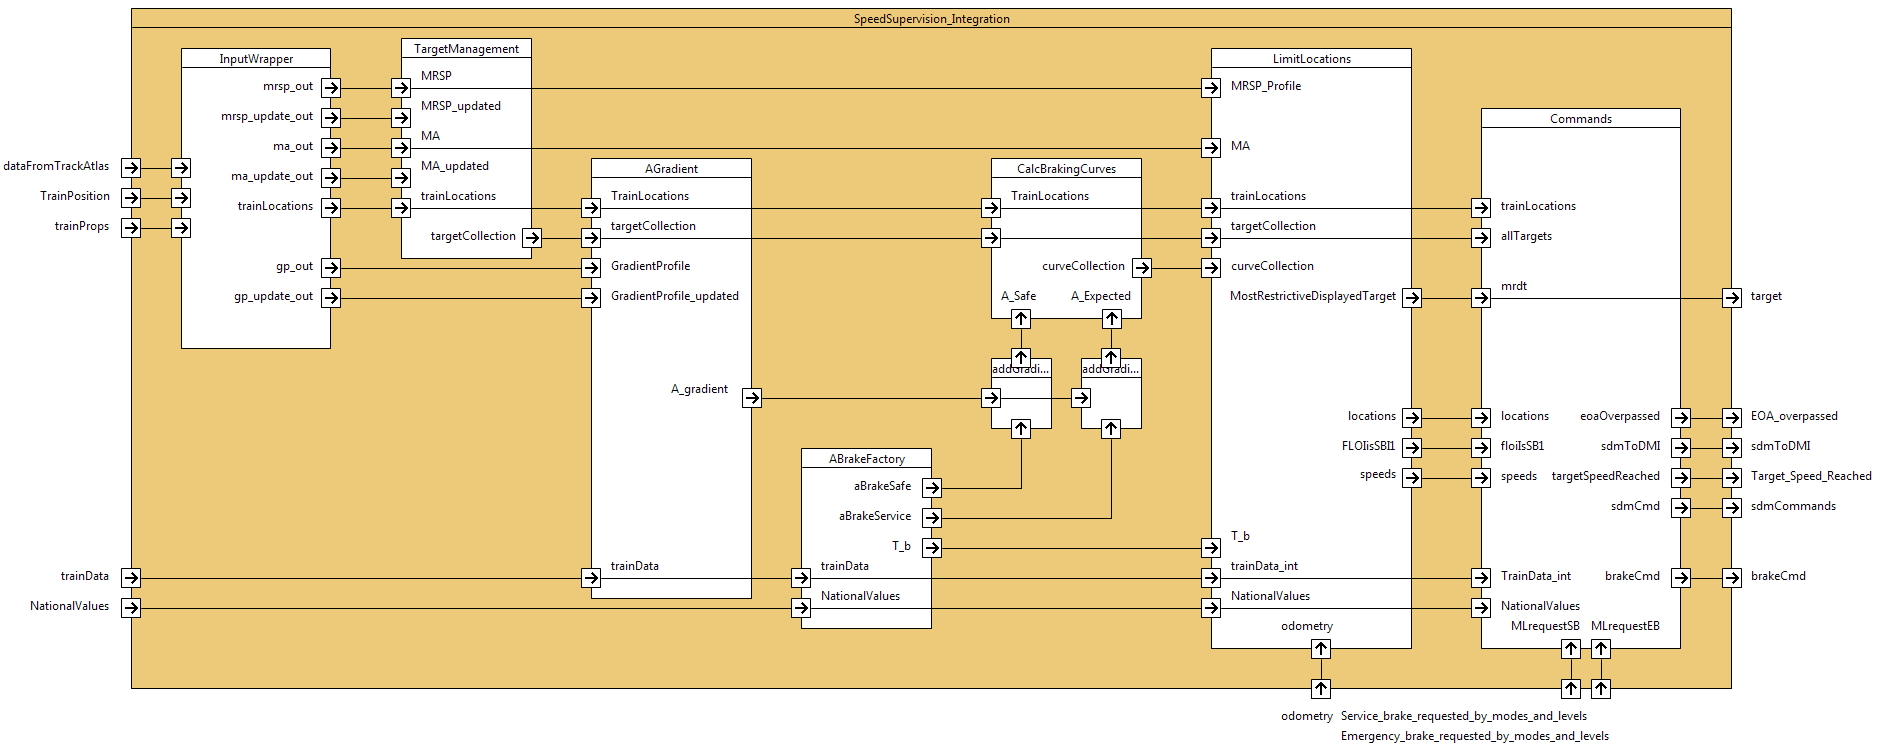 SpeedSupervision_Integration
dataFromTrackAtlas
TrainPosition
trainProps
trainData
NationalValues
InputWrapper
mrsp_out
mrsp_update_out
ma_out
ma_update_out
trainLocations
gp_out
gp_update_out
TargetManagement
MRSP
MRSP_updated
MA
MA_updated
trainLocations
targetCollection
AGradient
TrainLocations
targetCollection
GradientProfile
GradientProfile_updated
A_gradient
trainData
ABrakeFactory
aBrakeSafe
aBrakeService
T_b
trainData
NationalValues
CalcBrakingCurves
TrainLocations
curveCollection
A_Safe A_Expected
addGradi...
addGradi...
LimitLocations
MRSP_Profile
MA
trainLocations
targetCollection
curveCollection
MostRestrictiveDisplayedTarget
locations
FLOIisSBI1
speeds
T_b
trainData_int
NationalValues
odometry
Commands
trainLocations
allTargets
mrdt
locations eoaOverpassed
floiIsSB1 sdmToDMI
speeds targetSpeedReached
sdmCmd
TrainData_int brakeCmd
NationalValues
MLrequestSB MLrequestEB
target
EOA_overpassed
sdmToDMI
Target_Speed_Reached
sdmCommands
brakeCmd
odometry Service_brake_requested_by_modes_and_levels
Emergency_brake_requested_by_modes_and_levels